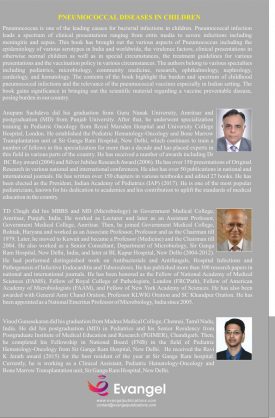 PNEUMOCOCCAL DISEASES IN CHILDREN
Pneumococcus is one of the leading causes for bacterial infections in children. Pneumococcal infection
leads a spectrum of clinical presentations ranging from otitis media to severe infections including
meningitis and sepsis. This book has brought out the various aspects of Pneumococcus including the
epidemiology of various serotypes in India and worldwide, the virulence factors, clinical presentations in
otherwise normal children as well as in special circumstances, the treatment guidelines for various
presentations and the vaccination policy in various circumstances. The authors belong to various specialties
including pediatrics, microbiology, community medicine, research, ophthalmology, audiology,
cardiology, and hematology. The contents of the book highlight the burden and spectrum of childhood
pneumococcal infections and the relevance of the pneumococcal vaccines especially in Indian setting. The
book gains significance in bringing out the scientific material regarding a vaccine preventable disease,
posing burden in our country.
Anupam Sachdeva did his graduation from Guru Nanak University, Amritsar and
postgraduation (MD) from Punjab University. After that, he underwent specialization
training in Pediatric Oncology from Royal Marsden Hospital and University College
Hospital, London. He established the Pediatric Hematology Oncology and Bone Marrow
Transplantation unit at Sir Ganga Ram Hospital, New Delhi, which continues to train a
number of fellows in this specialization for more than a decade and has placed experts in
this field in various parts of the country. He has received a number of awards including Dr
BC Roy award (2006) and Silver Jubilee Research Award (2006). He has over 150 presentations of Original
Research in various national and international conferences. He also has over 50 publications in national and
international journals. He has written over 150 chapters in various textbooks and edited 27 books. He has
been elected as the President, Indian Academy of Pediatrics (IAP) (2017). He is one of the most popular
pediatricians, known for his dedication to academics and his contribution to uplift the standards of medical
education in the country.
TD Chugh did his MBBS and MD (Microbiology) in Government Medical College,
Amritsar, Punjab, India. He worked as Lecturer and later as an Assistant Professor,
Government Medical College, Amritsar. Then, he joined Government Medical College,
Rohtak, Haryana and worked as an Associate Professor, Professor and as the Chairman till
1979. Later, he moved to Kuwait and became a Professor (Medicine) and the Chairman till
2004. He also worked as a Senior Consultant, Department of Microbiology, Sir Ganga
Ram Hospital, New Delhi, India, and later at BL Kapur Hospital, New Delhi (2004-2012).
He has performed distinguished work on Antibacterials and Antifungals, Hospital Infections and
Pathogenesis of Infective Endocarditis and Tuberculosis. He has published more than 300 research papers in
national and international journals. He has been honored as the Fellow of National Academy of Medical
Sciences (FAMS), Fellow of Royal College of Pathologists, London (FRCPath), Fellow of American
Academy of Microbiologists (FAAM), and Fellow of New York Academy of Sciences. He has also been
awarded with General Amir Chand Oration, Professor KLWig Oration and SC Khandpur Oration. He has
been appointed as a National Emeritus Professor of Microbiology, India since 2005.
Vinod Gunasekaran did his graduation from Madras Medical College, Chennai, Tamil Nadu,
India. He did his postgraduation (MD) in Pediatrics and his Senior Residency from
Postgraduate Institute of Medical Education and Research (PGIMER), Chandigarh. Then,
he completed his Fellowship in National Board (FNB) in the field of Pediatric
Hematology-Oncology from Sir Ganga Ram Hospital, New Delhi. He received the Ravi
K Anath award (2015) for the best resident of the year at Sir Ganga Ram hospital.
Currently, he is working as a Clinical Assistant, Pediatric Hematology-Oncology and
Bone Marrow Transplantation unit, Sir Ganga Ram Hospital, New Delhi.
Evangel